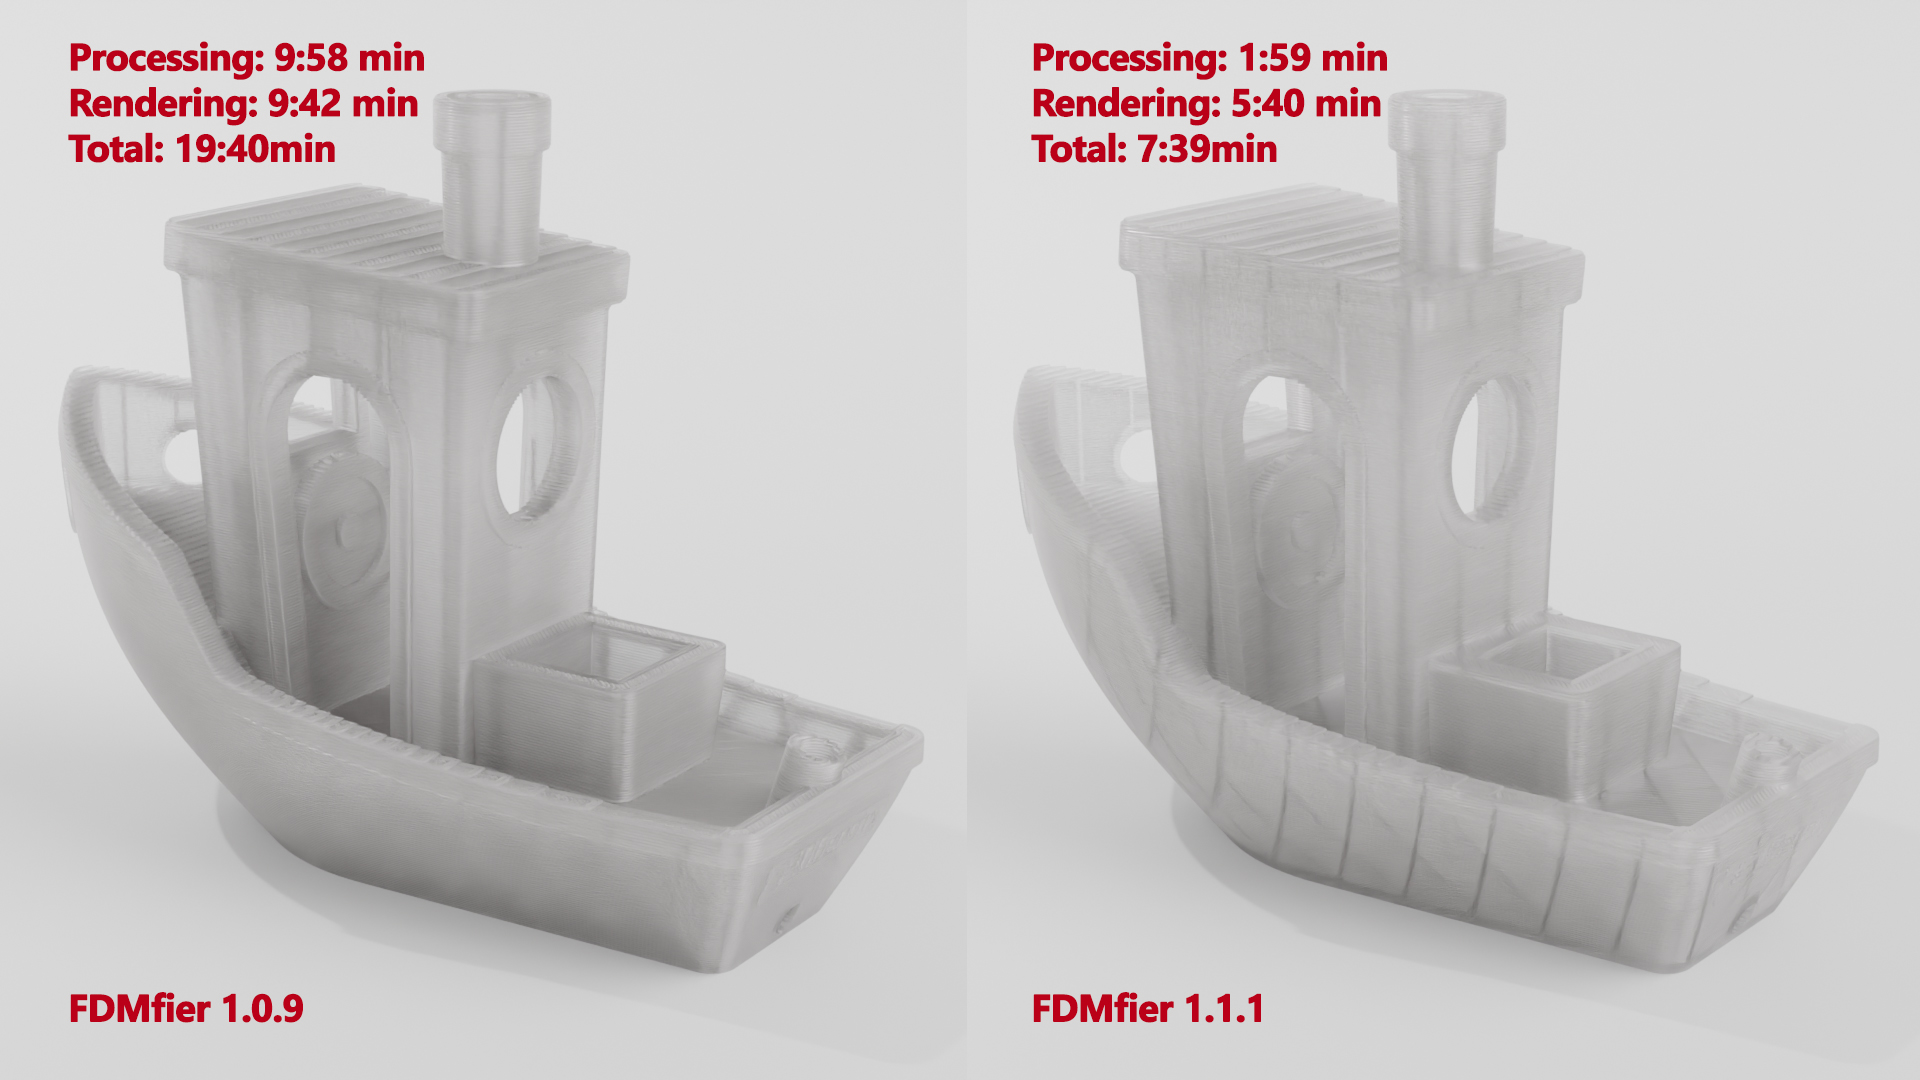 Processing: 9:58 min
Rendering: 9:42 min
Total: 19:40min
FDMfier 1.0.9
Processing: 1:59 min
Rendering: 5:40 min
Total: 7:39min
FDMfier 1.1.1